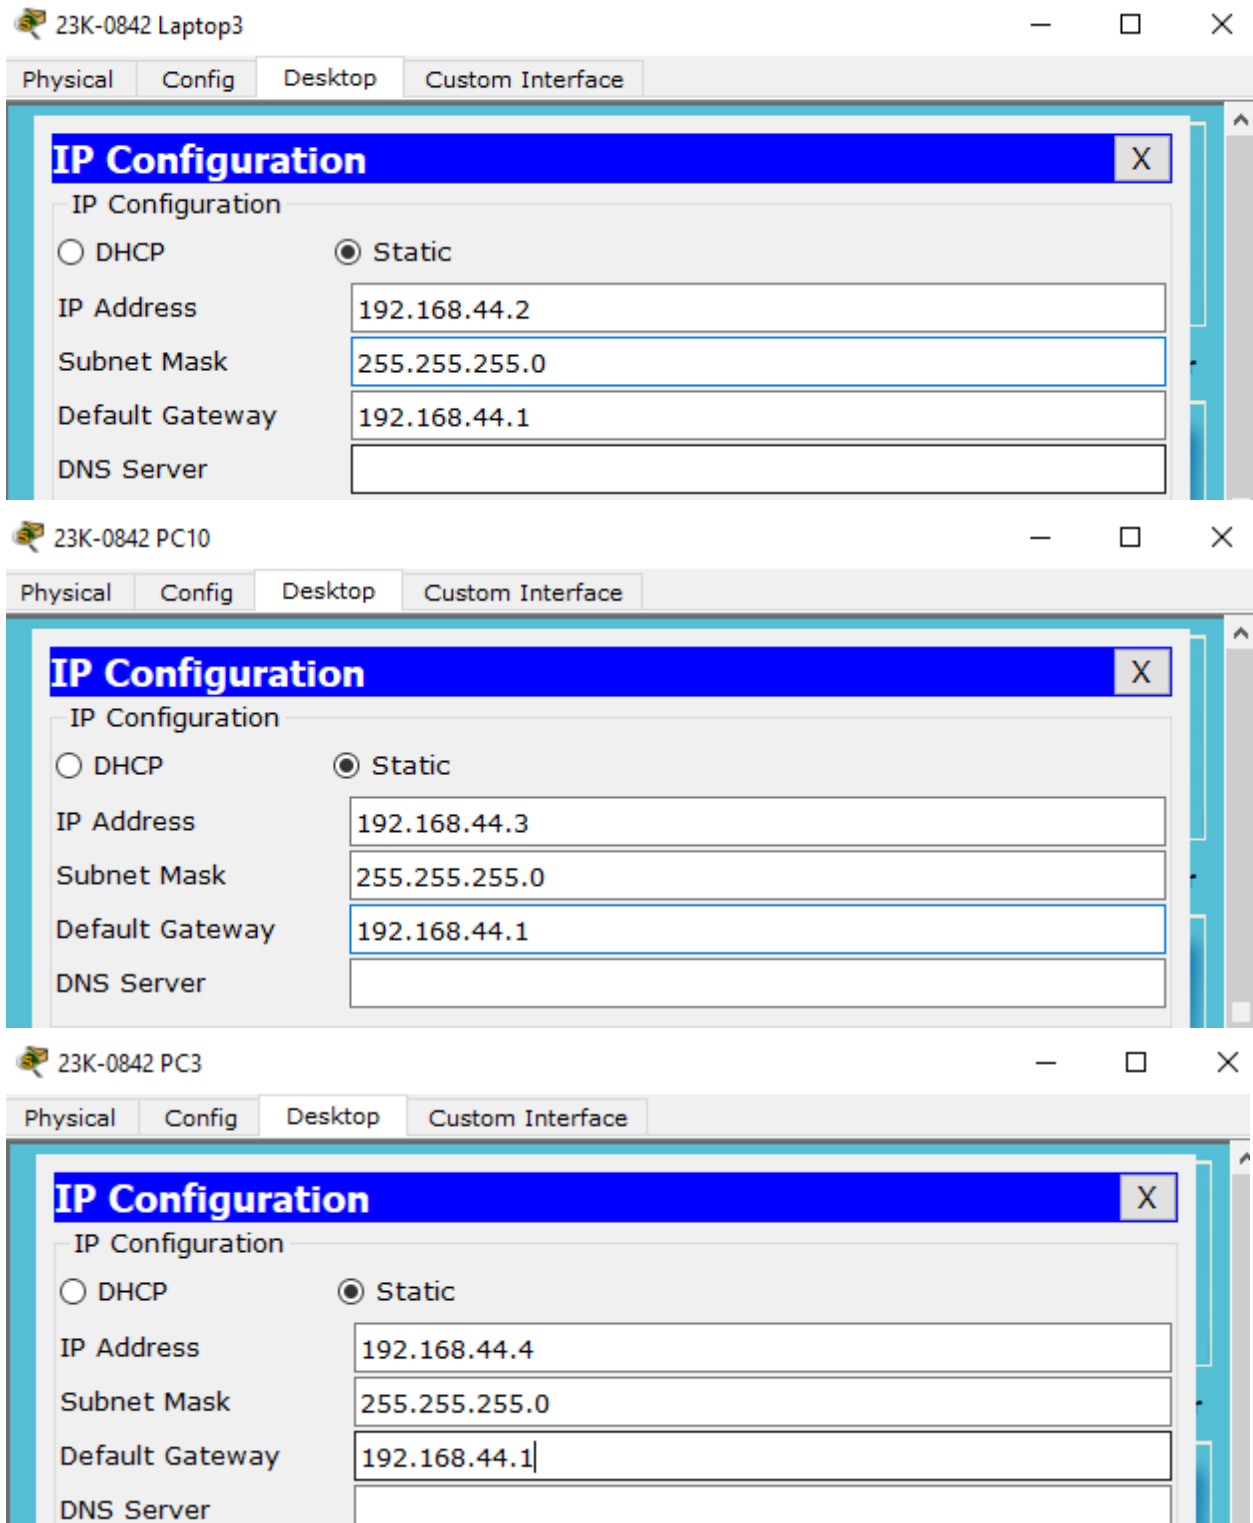 23K-0842 Laptop3
Physical Config Desktop Custom Interface
IP Configuration X
IP Configuration
DHCP Static
IP Address 192.168.44.2
Subnet Mask 255.255.255.0
Default Gateway 192.168.44.1
DNS Server
23K-0842 PC10
Physical Config Desktop Custom Interface
IP Configuration X
IP Configuration
DHCP Static
IP Address 192.168.44.3
Subnet Mask 255.255.255.0
Default Gateway 192.168.44.1
DNS Server
23K-0842 PC3
Physical Config Desktop Custom Interface
IP Configuration X
IP Configuration
DHCP Static
IP Address 192.168.44.4
Subnet Mask 255.255.255.0
Default Gateway 192.168.44.1
DNS Server